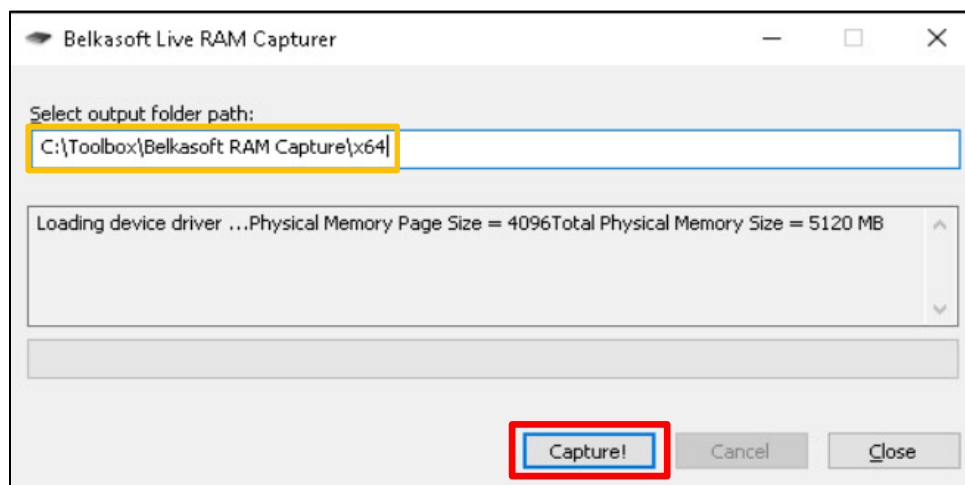 Belkasoft Live RAM Capturer
Select output folder path:
C:\Toolbox\Belkasoft RAM Capture\x64
Loading device driver ...Physical Memory Page Size = 4096Total Physical Memory Size = 5120 MB
Capture! Cancel Close